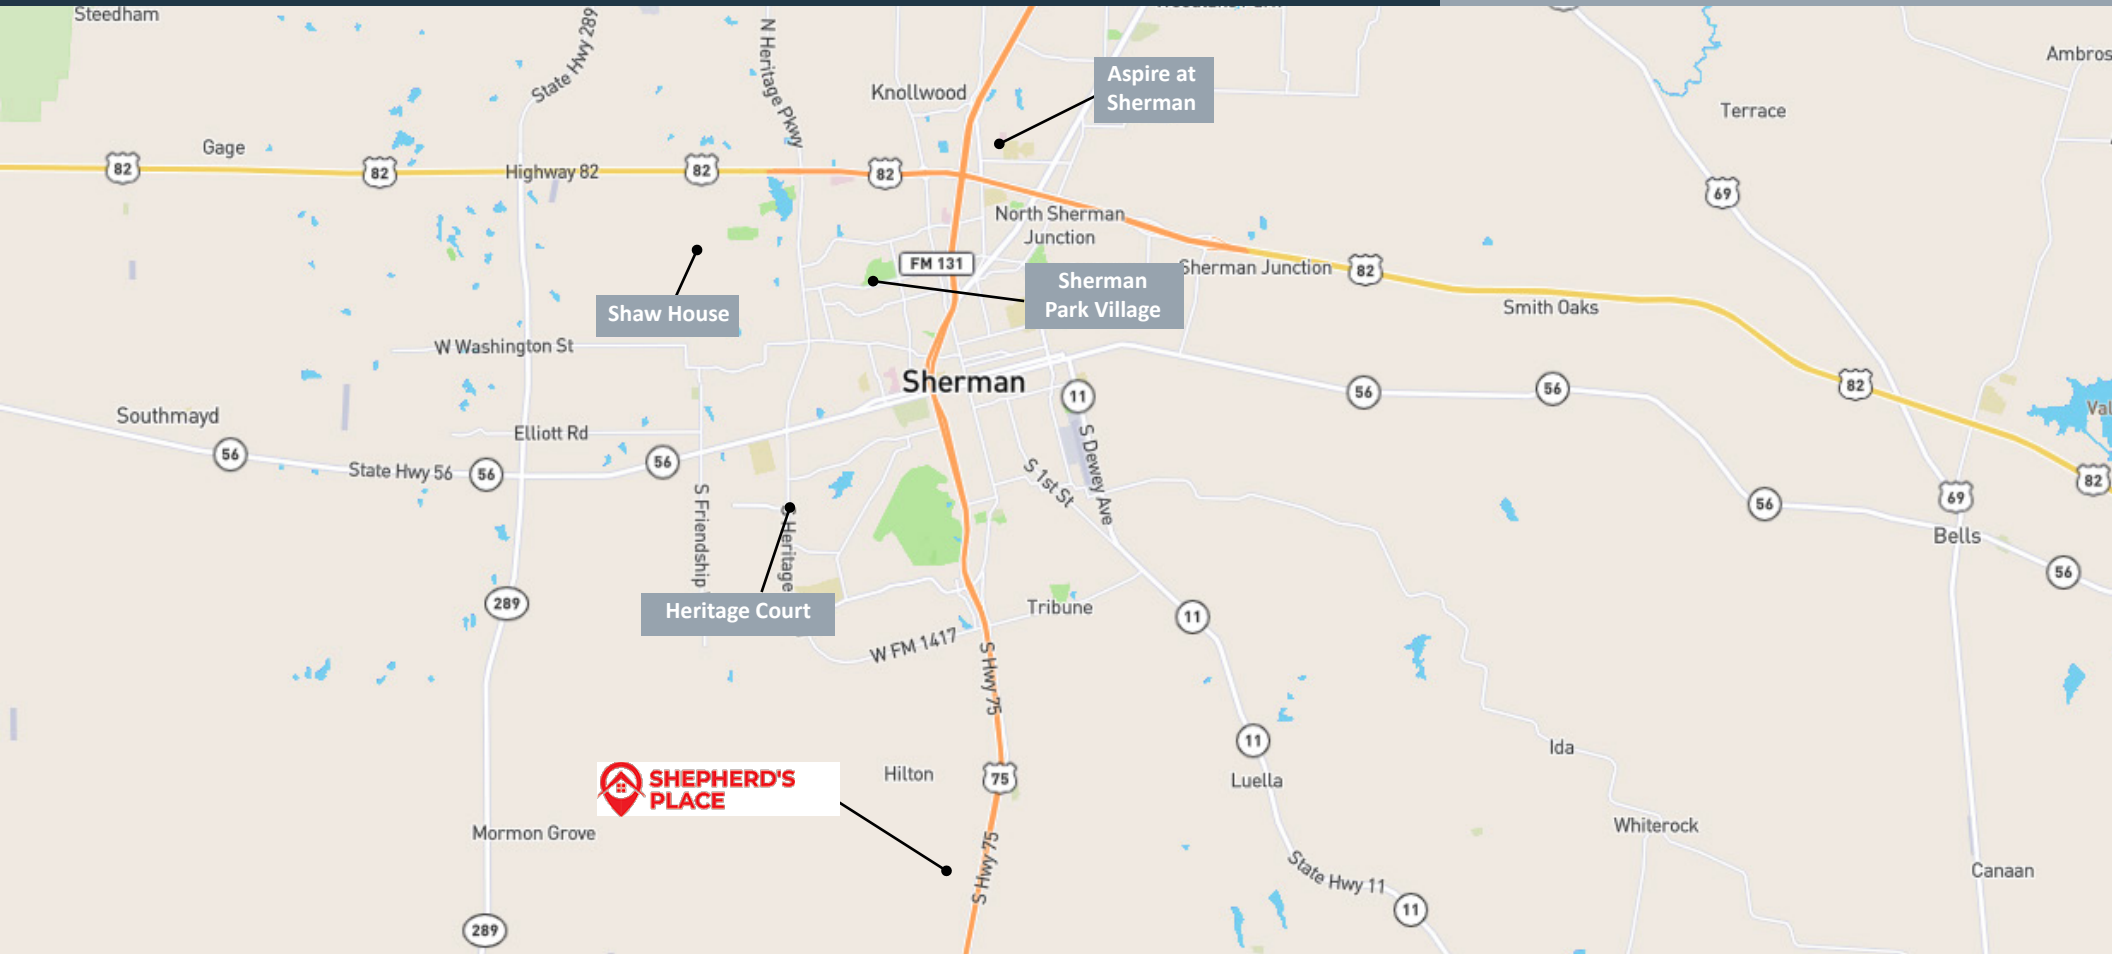 Steedham
State Hwy 289
N Heritage Pkwy
Knollwood
Aspire at
Sherman
Ambros
Terrace
Gage
82
82
Highway 82
82
82
69
North Sherman
Junction
FM 131
Sherman Junction
82
Sherman
Park Village
Shaw House
Smith Oaks
W Washington St
Sherman
11
56
56
82
Val
Southmayd
Elliott Rd
56
State Hwy 56
56
56
S Dewey Ave
S 1st St
82
69
56
S Friendship
Heritage
Bells
56
289
Heritage Court
Tribune
11
W FM 1417
S Hwy 75
11
Ida
SHEPHERD'S
PLACE
Hilton
75
Luella
Mormon Grove
Whiterock
S Hwy 75
State Hwy 11
Canaan
11
289